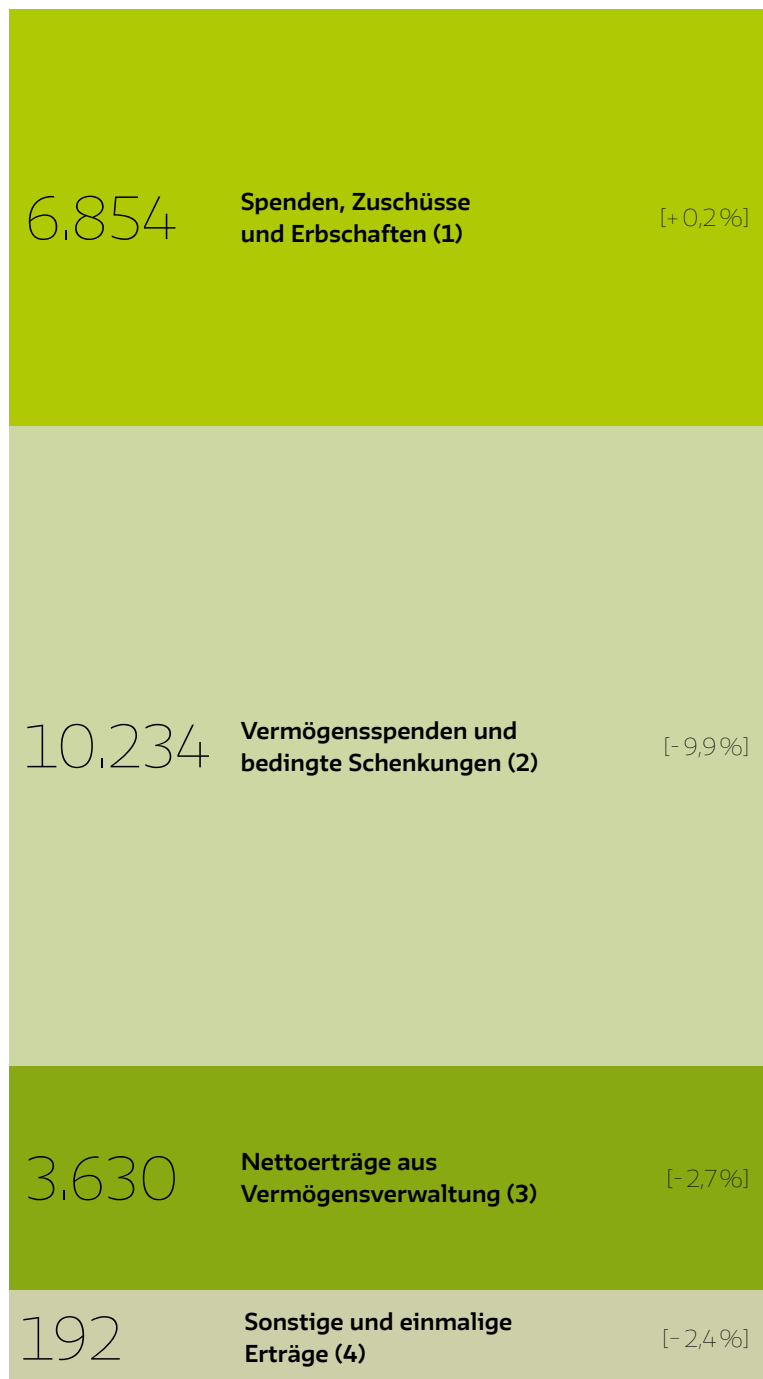 6.854
Spenden, Zuschüsse
und Erbschaften (1)
[+ 0,2 %]
10.234
Vermögensspenden und
bedingte Schenkungen (2)
[- 9,9 %]
3.630
Nettoerträge aus
Vermögensverwaltung (3)
[- 2,7 %]
192
Sonstige und einmalige
Erträge (4)
[- 2,4 %]